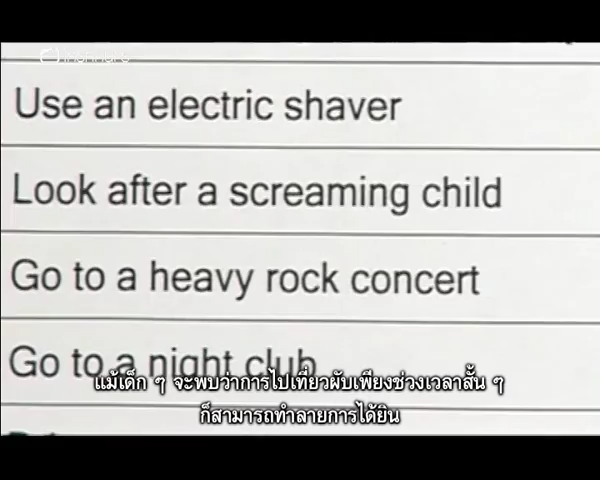 Use an electric shaver
Look after a screaming child
Go to a heavy rock concert
Go to a night club
แม้เด็ก ๆ จะพบว่าการไปเที่ยวผับเพียงช่วงเวลาสั้น ๆ
ก็สามารถทำลายการได้ยิน